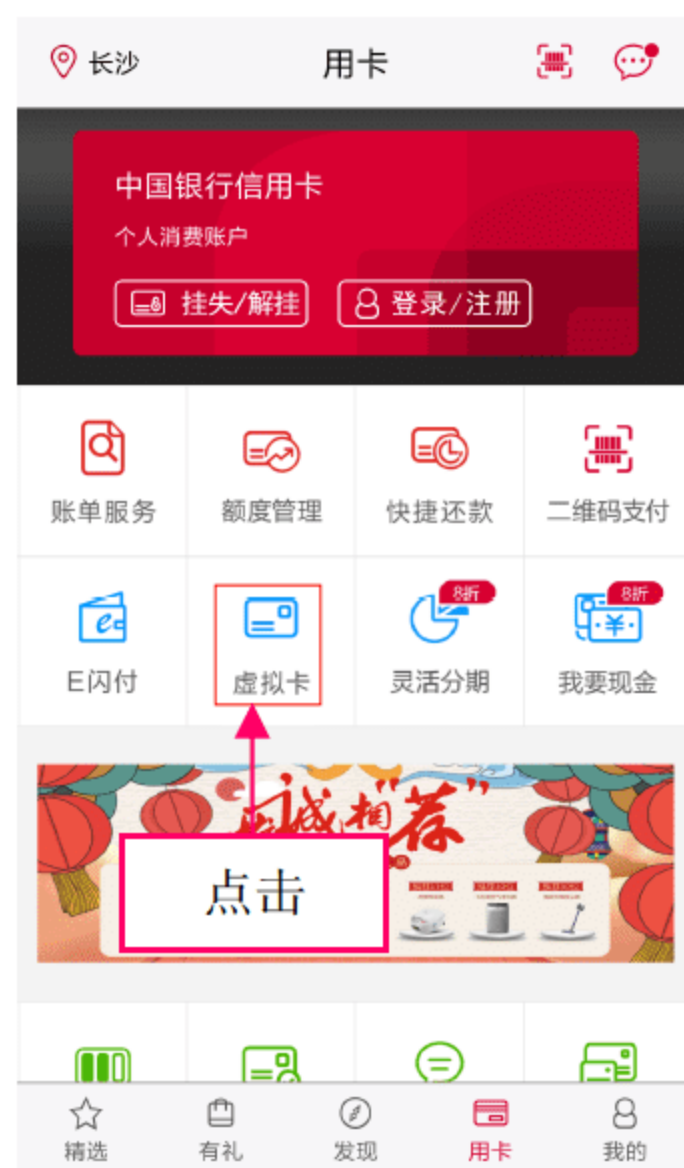 长沙
用卡
中国银行信用卡
个人消费账户
挂失/解挂
登录/注册
账单服务
额度管理
快捷还款
二维码支付
8折
8折
E闪付
虚拟卡
灵活分期
我要现金
相"荐"
点击
精选
有礼
发现
用卡
我的